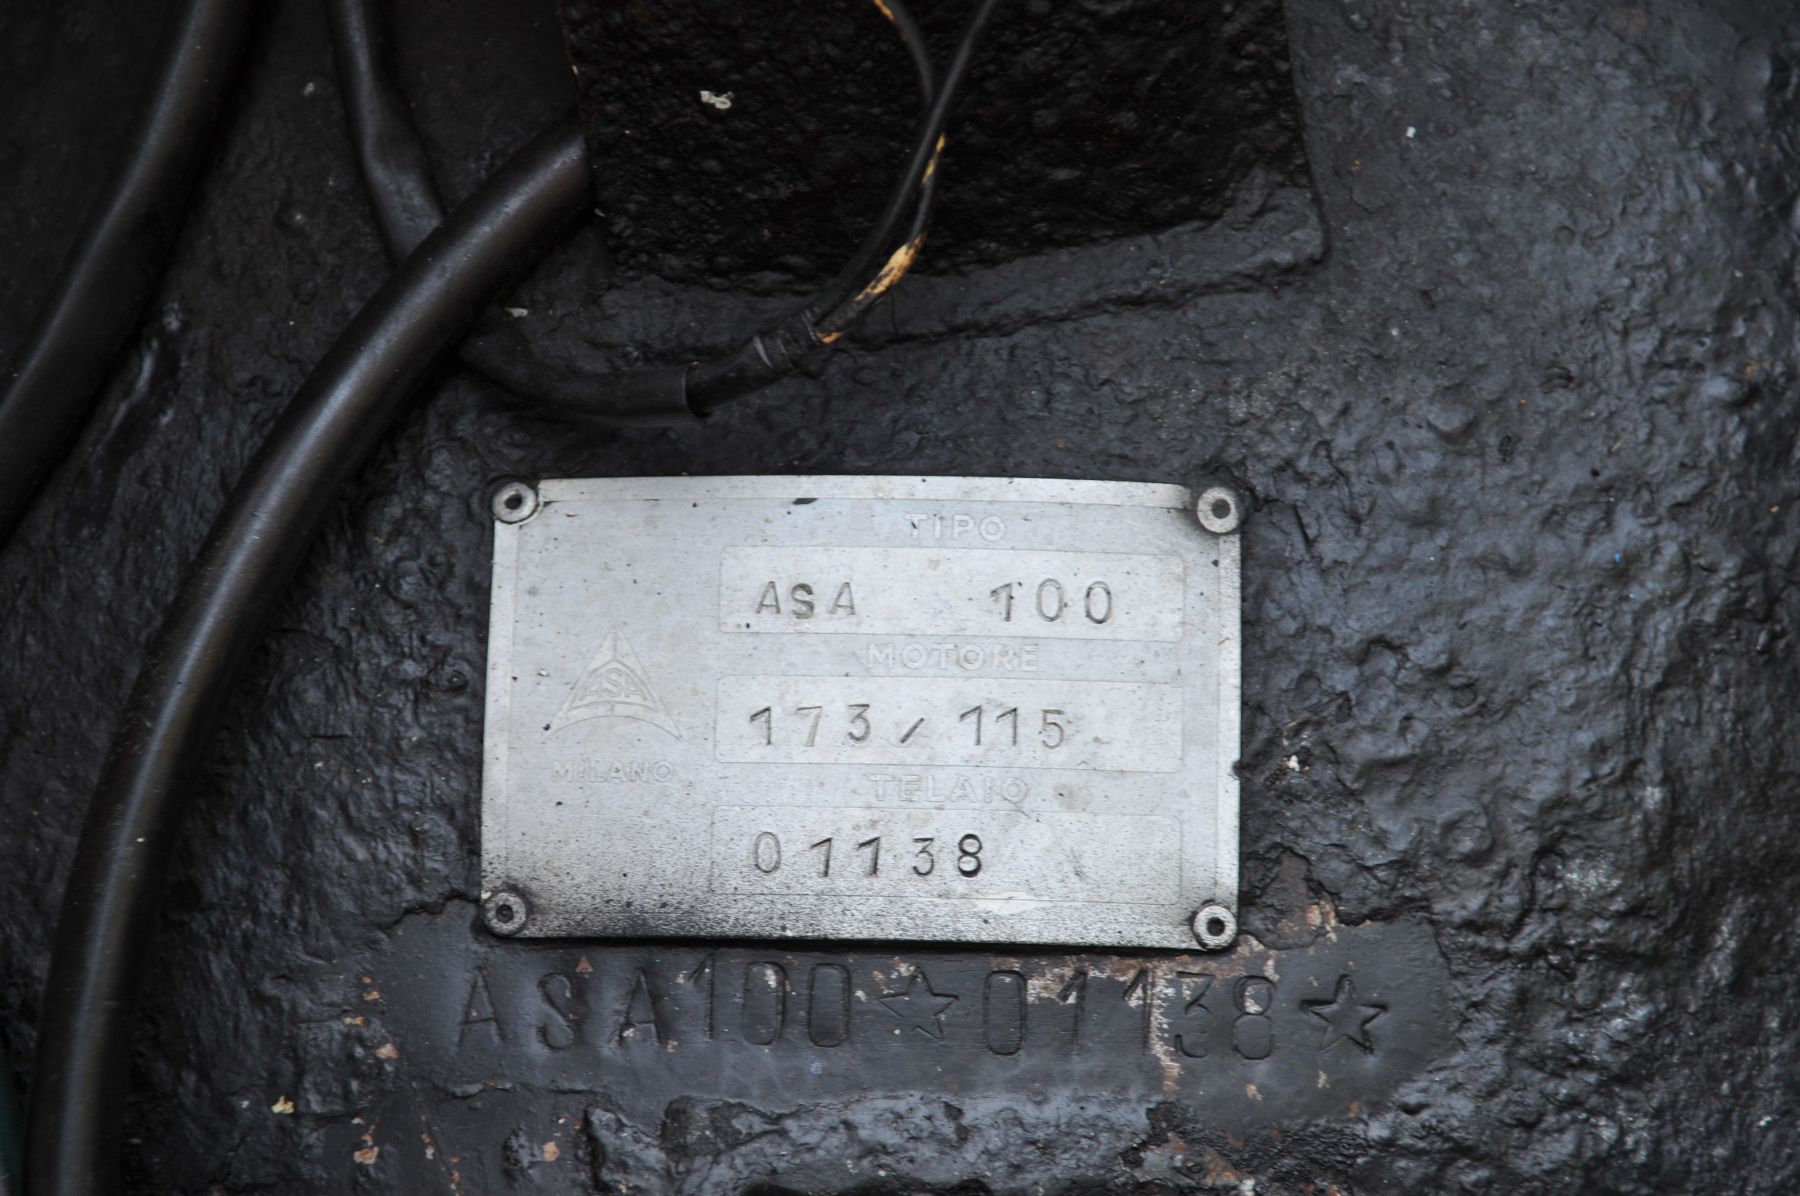 TIPO
ASA 100
MOTORE
173/115
ASA
MILANO
TELAIO
01138
ASA100☆01138☆